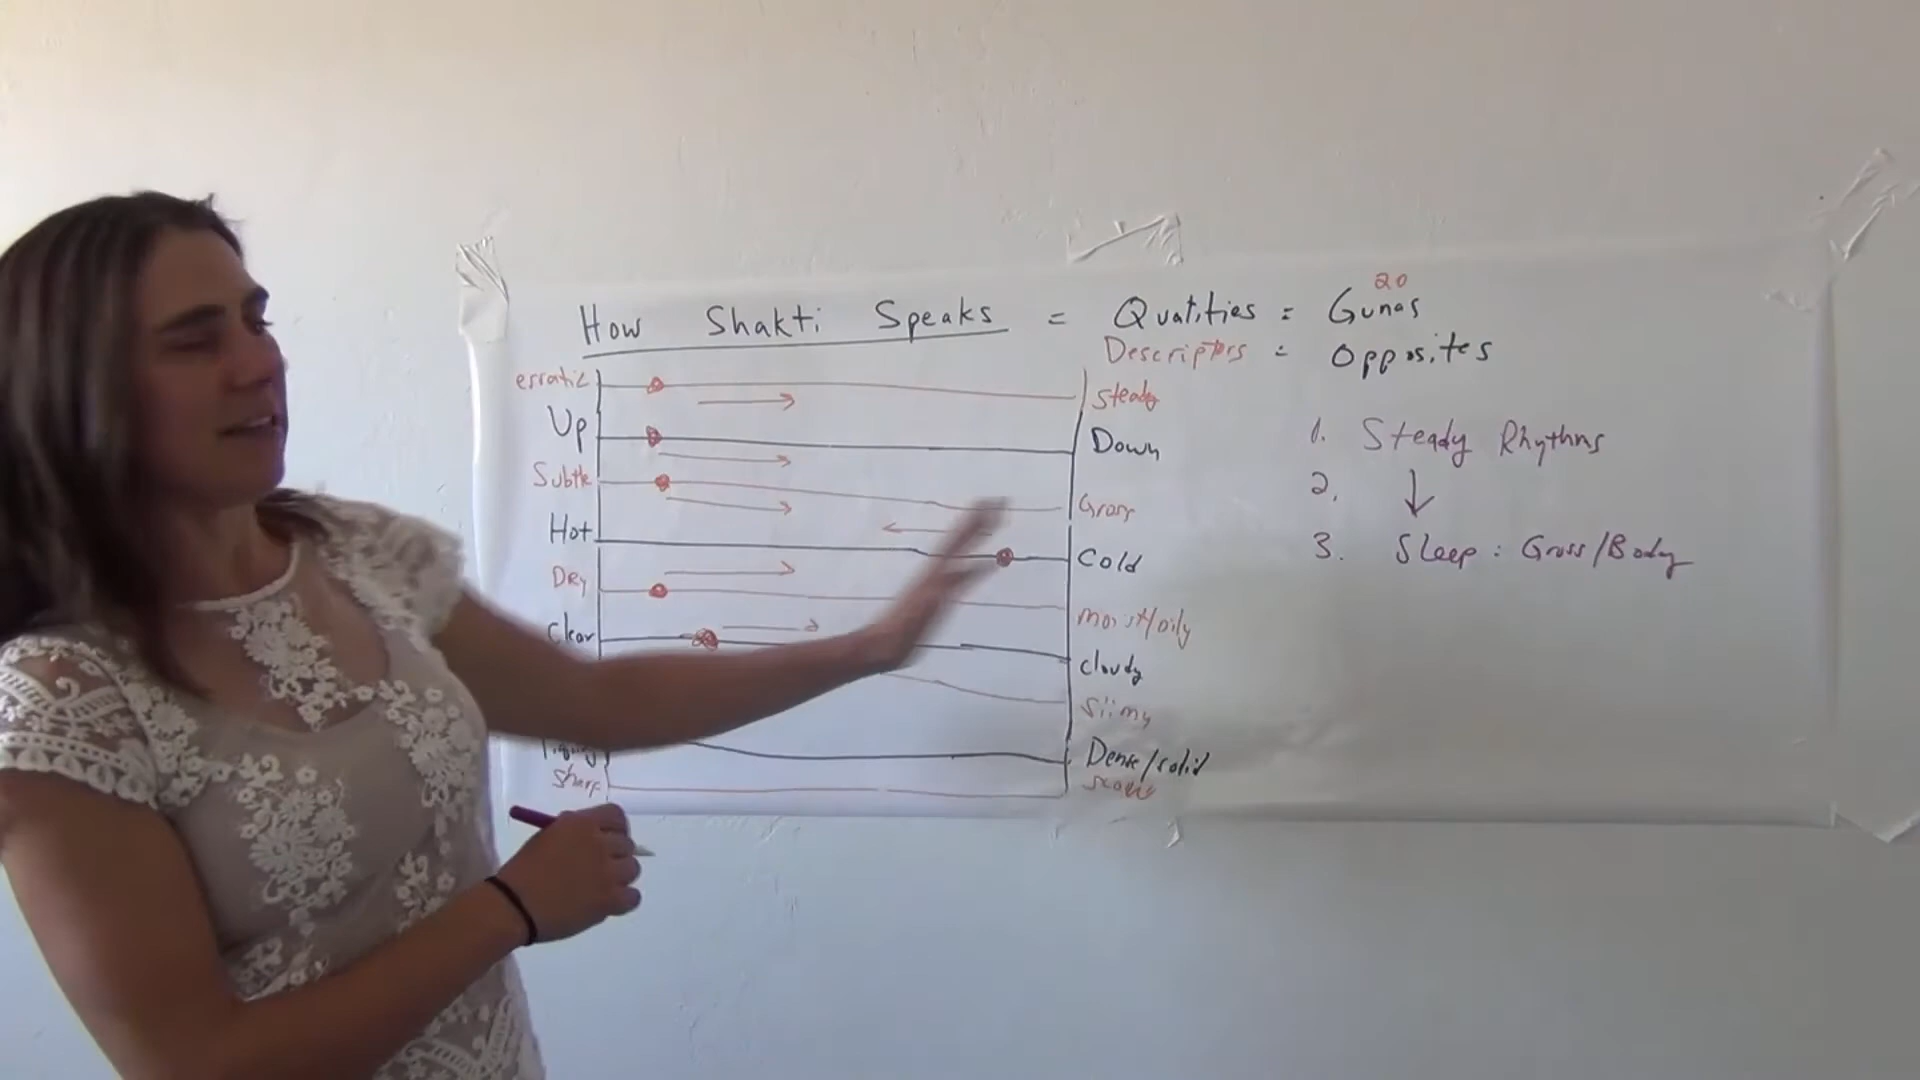 20
How Shakti Speaks = Qualities = Gunas
Descriptors = Opposites
erratic steady
Up Down
Subtle Gross
Hot Cold
Dry moist/oily
Clear cloudy
slimy
Dense/solid
sharp
1. Steady Rhythms
2. ↓
3. Sleep: Gross/Body